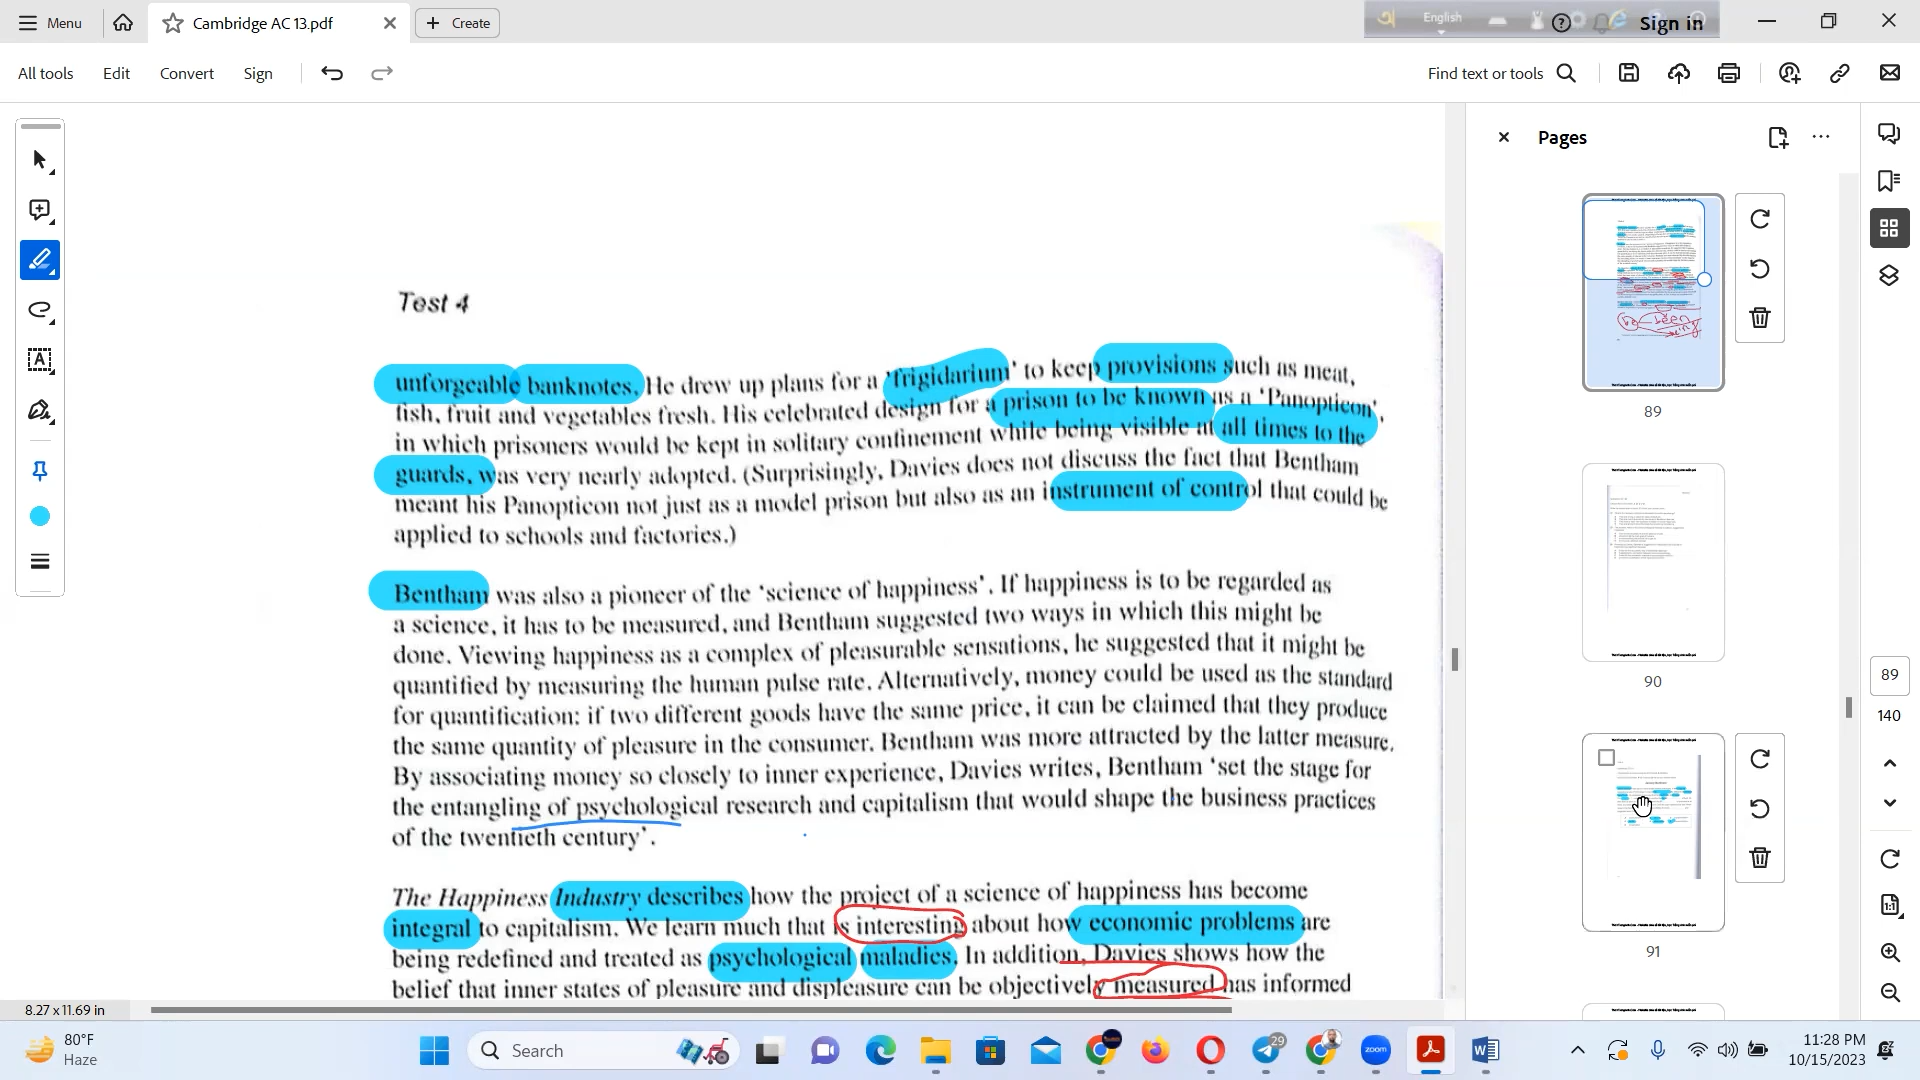 Menu
Cambridge AC 13.pdf
Create
English
Sign in
All tools
Edit
Convert
Sign
Find text or tools
Test 4
unforgeable banknotes. He drew up plans for a 'frigidarium' to keep provisions such as meat,
fish, fruit and vegetables fresh. His celebrated design for a prison to be known as a 'Panopticon',
in which prisoners would be kept in solitary confinement while being visible at all times to the
guards, was very nearly adopted. (Surprisingly, Davies does not discuss the fact that Bentham
meant his Panopticon not just as a model prison but also as an instrument of control that could be
applied to schools and factories.)
Bentham was also a pioneer of the 'science of happiness'. If happiness is to be regarded as
a science, it has to be measured, and Bentham suggested two ways in which this might be
done. Viewing happiness as a complex of pleasurable sensations, he suggested that it might be
quantified by measuring the human pulse rate. Alternatively, money could be used as the standard
for quantification: if two different goods have the same price, it can be claimed that they produce
the same quantity of pleasure in the consumer. Bentham was more attracted by the latter measure.
By associating money so closely to inner experience, Davies writes, Bentham 'set the stage for
the entangling of psychological research and capitalism that would shape the business practices
of the twentieth century'.
The Happiness Industry describes how the project of a science of happiness has become
integral to capitalism. We learn much that is interesting about how economic problems are
being redefined and treated as psychological maladies. In addition, Davies shows how the
belief that inner states of pleasure and displeasure can be objectively measured has informed
Pages
89
90
91
89
140
8.27 x 11.69 in
80°F
Haze
Search
29
zoom
11:28 PM
10/15/2023